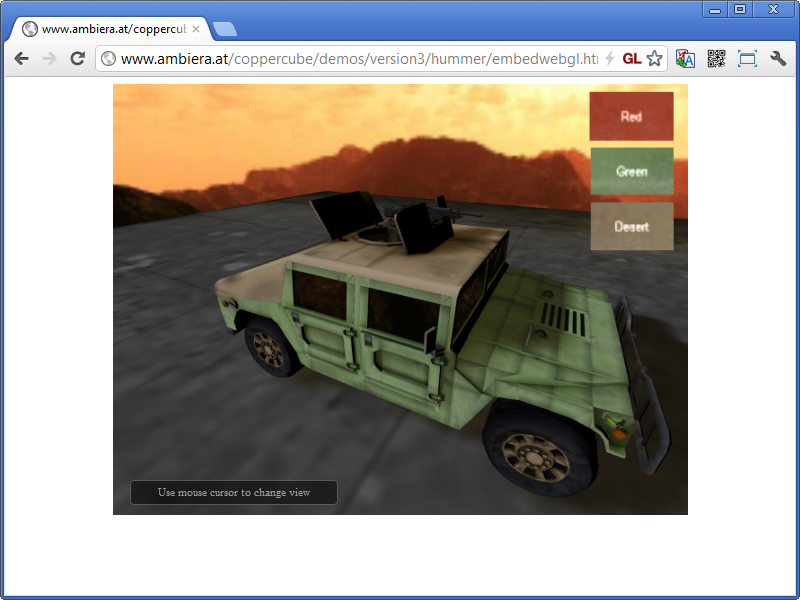 www.ambiera.at/coppercub
www.ambiera.at/coppercube/demos/version3/hummer/embedwebgl.htm
GL
Red
Green
Desert
Use mouse cursor to change view